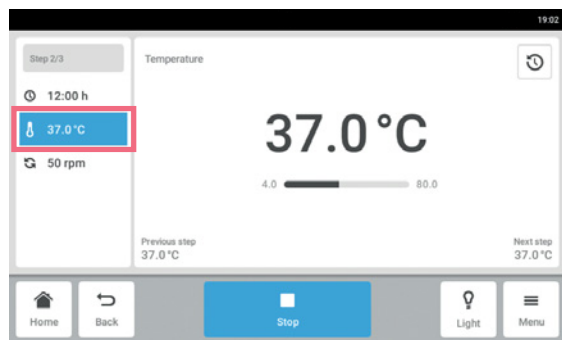 19:02
Step 2/3
12:00 h
37.0°C
50 rpm
Temperature
37.0°C
4.0
80.0
Previous step
37.0°C
Next step
37.0°C
Home
Back
Stop
Light
Menu